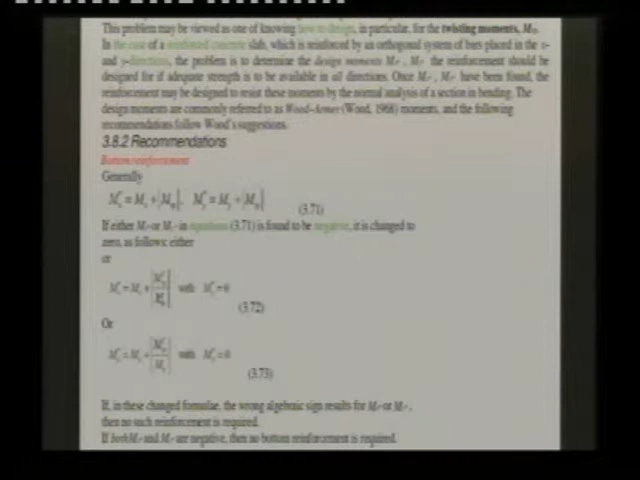 This problem may be viewed as one of knowing how to design, in particular, for the twisting moments, Mxy.
In the case of a reinforced concrete slab, which is reinforced by an orthogonal system of bars placed in the x-
and y-directions, the problem is to determine the design moments M*x, M*y the reinforcement should be
designed for if adequate strength is to be available in all directions. Once M*x, M*y have been found, the
reinforcement may be designed to resist these moments by the normal analysis of a section in bending. The
design moments are commonly referred to as Wood–Armer (Wood, 1968) moments, and the following
recommendations follow Wood's suggestions.
3.8.2 Recommendations
Bottom reinforcement
Generally
M*x = Mx + |Mxy|, M*y = My + |Mxy|
(3.71)
If either M*x or M*y in equations (3.71) is found to be negative, it is changed to
zero, as follows: either
or
with
= 0
(3.72)
Or
with
= 0
(3.73)
If, in these changed formulae, the wrong algebraic sign results for M*x or M*y,
then no such reinforcement is required.
If both M*x and M*y are negative, then no bottom reinforcement is required.